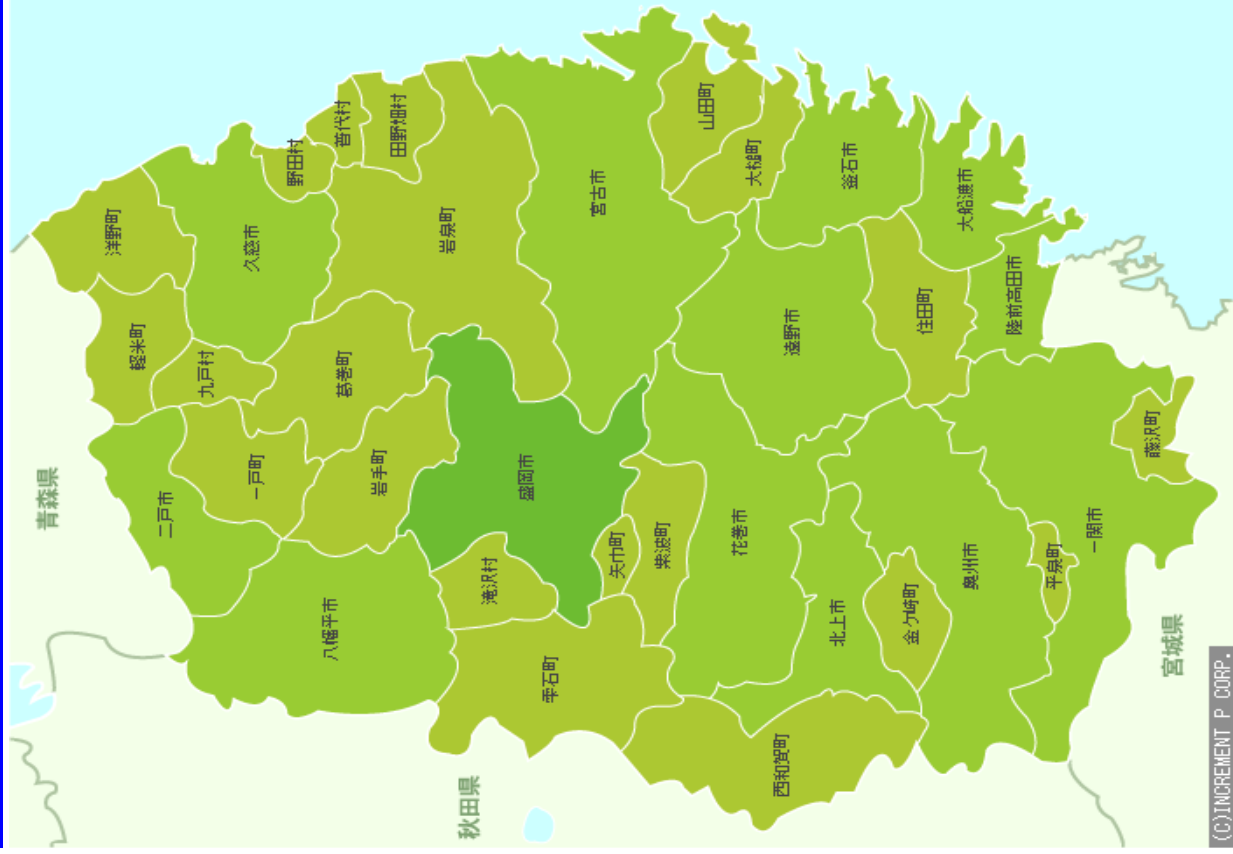 青森県
秋田県
宮城県
洋野町
軽米町
久慈市
九戸村
二戸市
一戸町
野田村
普代村
田野畑村
岩泉町
葛巻町
岩手町
八幡平市
盛岡市
滝沢村
雫石町
矢巾町
紫波町
宮古市
山田町
大槌町
釜石市
遠野市
花巻市
北上市
西和賀町
金ケ崎町
奥州市
住田町
大船渡市
陸前高田市
平泉町
一関市
藤沢町
(C)INCREMENT P CORP.